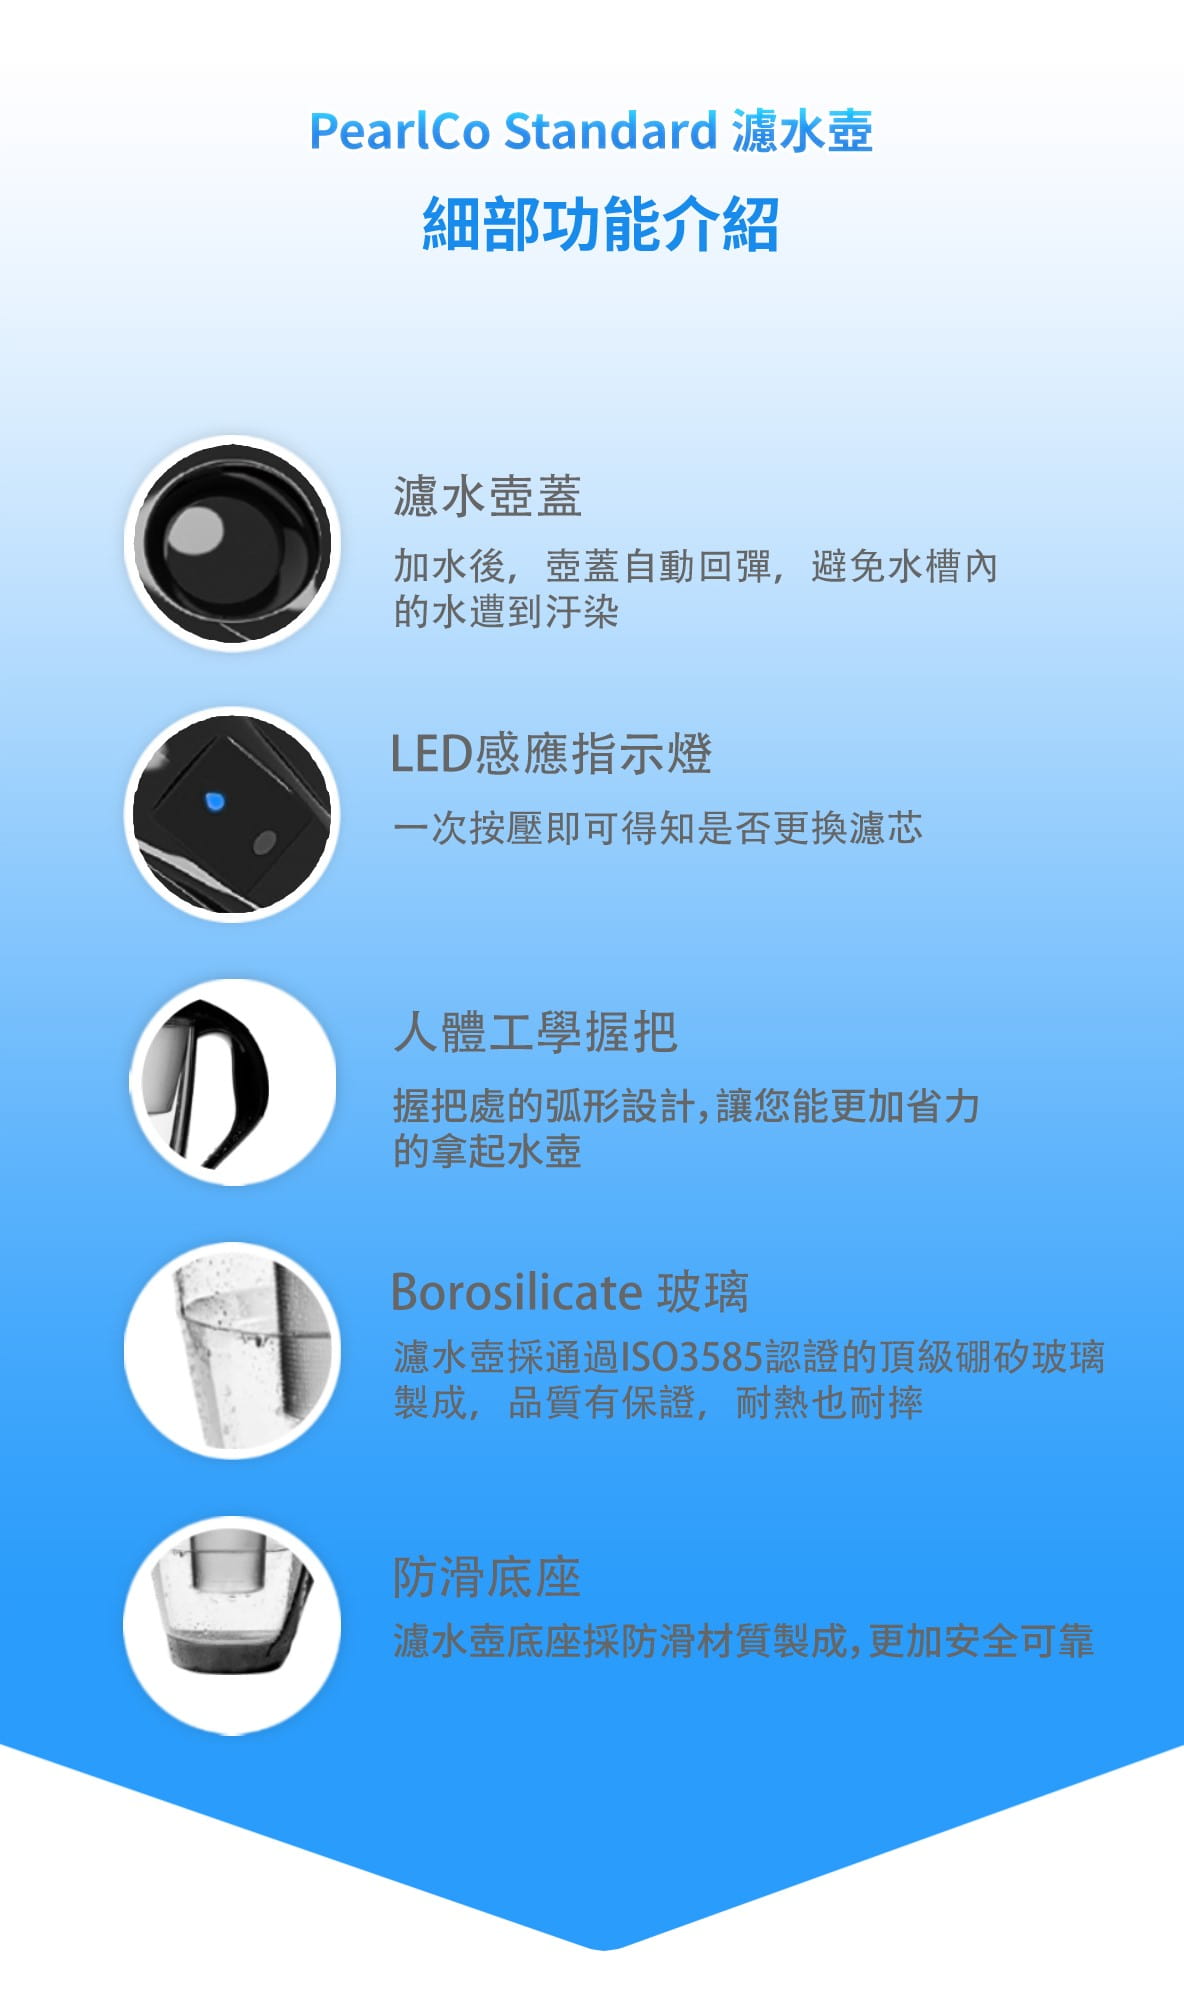 PearlCo Standard 濾水壺
細部功能介紹
濾水壺蓋
加水後, 壺蓋自動回彈, 避免水槽內
的水遭到汙染
LED感應指示燈
一次按壓即可得知是否更換濾芯
人體工學握把
握把處的弧形設計,讓您能更加省力
的拿起水壺
Borosilicate 玻璃
濾水壺採通過ISO3585認證的頂級硼矽玻璃
製成, 品質有保證, 耐熱也耐摔
防滑底座
濾水壺底座採防滑材質製成,更加安全可靠